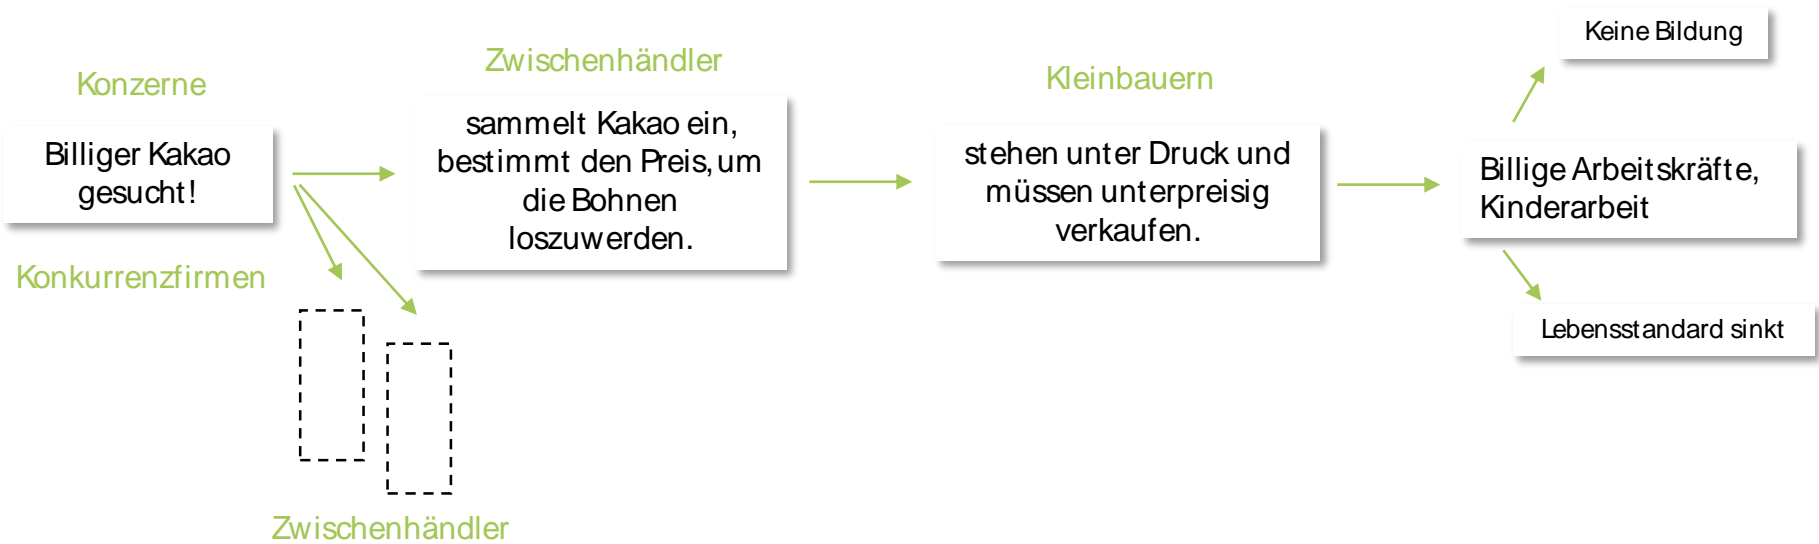 Konzerne
Billiger Kakao
gesucht!
Konkurrenzfirmen
Zwischenhändler
sammelt Kakao ein,
bestimmt den Preis, um
die Bohnen
loszuwerden.
Zwischenhändler
Kleinbauern
stehen unter Druck und
müssen unterpreisig
verkaufen.
Keine Bildung
Billige Arbeitskräfte,
Kinderarbeit
Lebensstandard sinkt